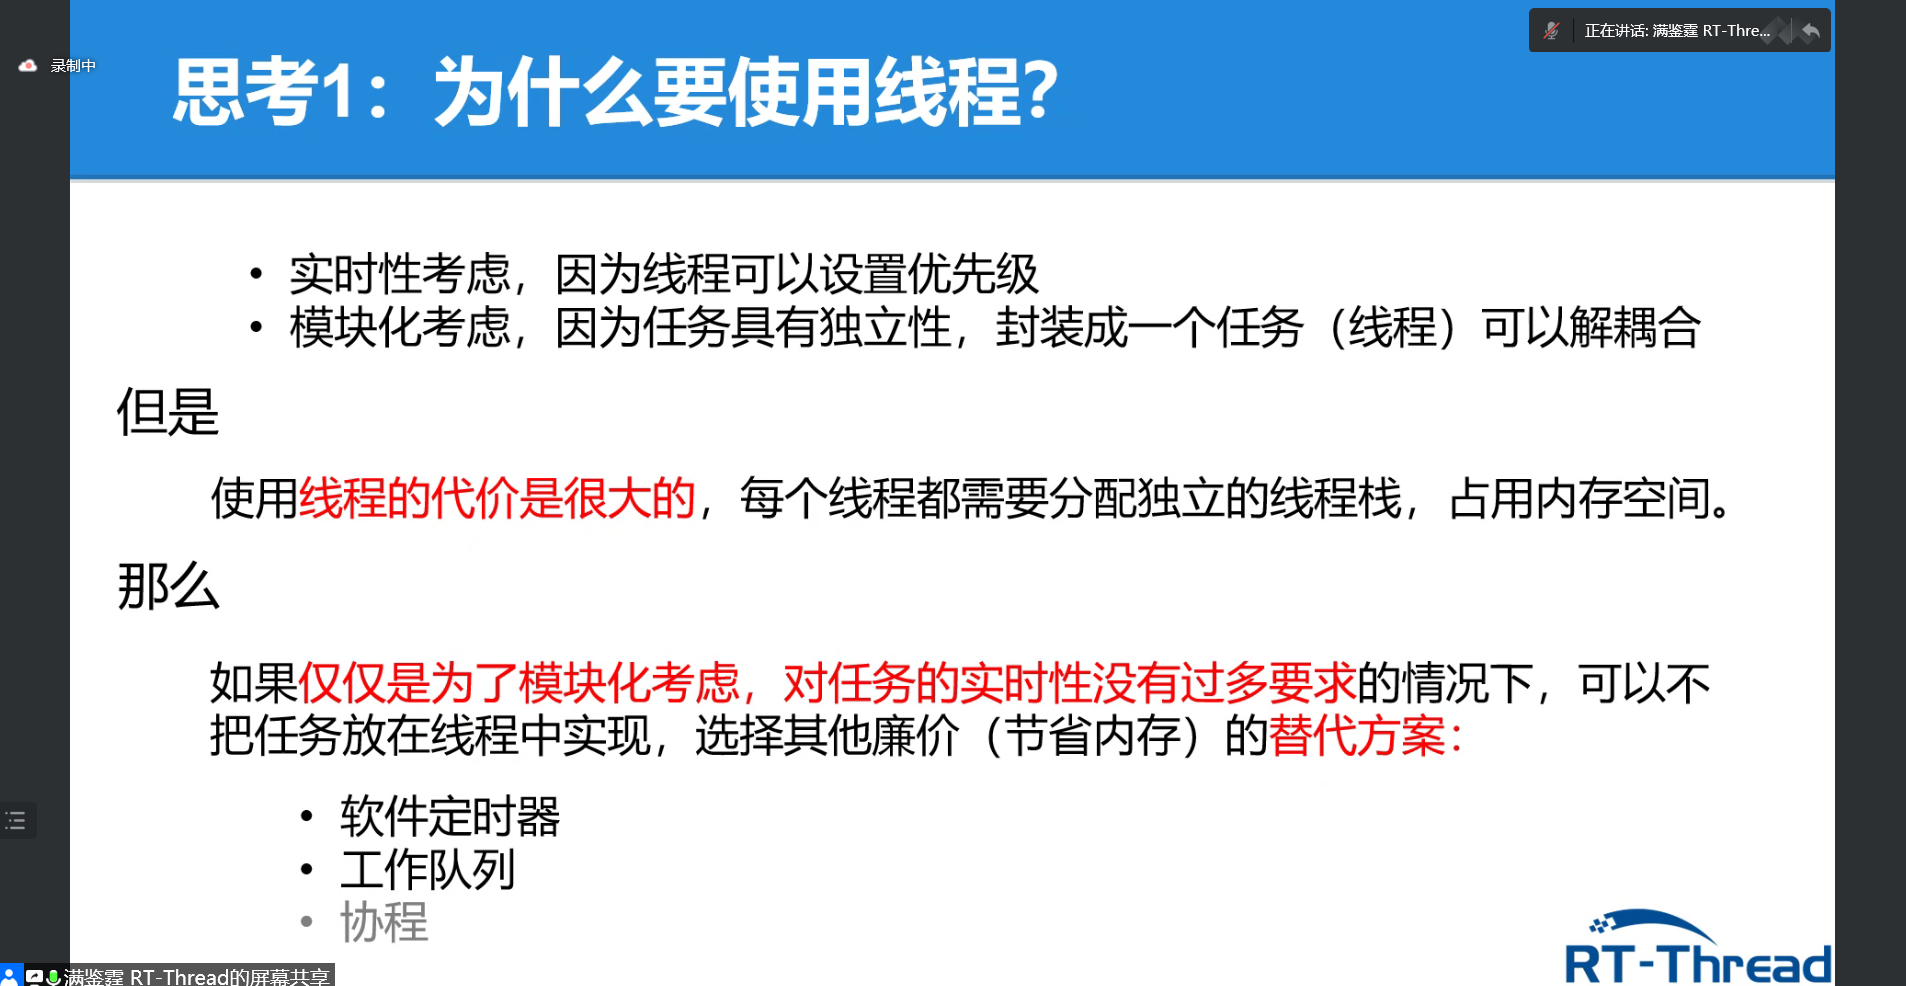 正在讲话: 满鉴霆 RT-Thre...
录制中
思考1：为什么要使用线程？
• 实时性考虑，因为线程可以设置优先级
• 模块化考虑，因为任务具有独立性，封装成一个任务（线程）可以解耦合
但是
使用线程的代价是很大的，每个线程都需要分配独立的线程栈，占用内存空间。
那么
如果仅仅是为了模块化考虑，对任务的实时性没有过多要求的情况下，可以不
把任务放在线程中实现，选择其他廉价（节省内存）的替代方案：
• 软件定时器
• 工作队列
• 协程
RT-Thread
满鉴霆 RT-Thread的屏幕共享